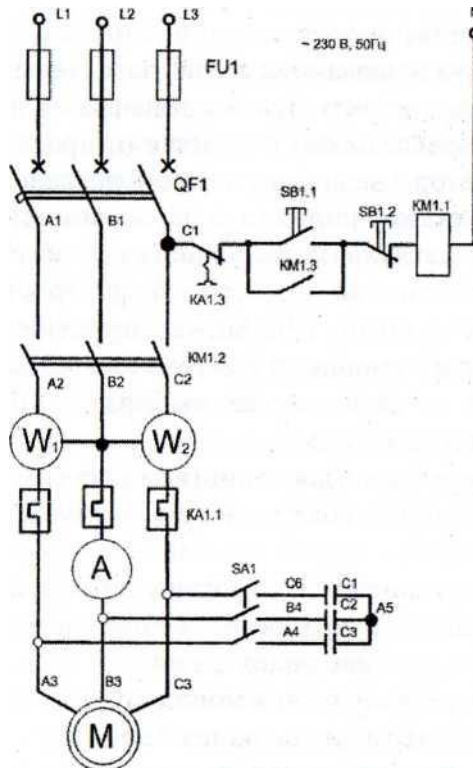 L1 L2 L3
FU1
~ 230 В, 50Гц
QF1
A1 B1 C1
SB1.1
SB1.2
KM1.1
KM1.3
KA1.3
KM1.2
A2 B2 C2
W1 W2
KA1.1
A
SA1
C6 C1
B4 C2
A4 C3
A5
A3 B3 C3
M